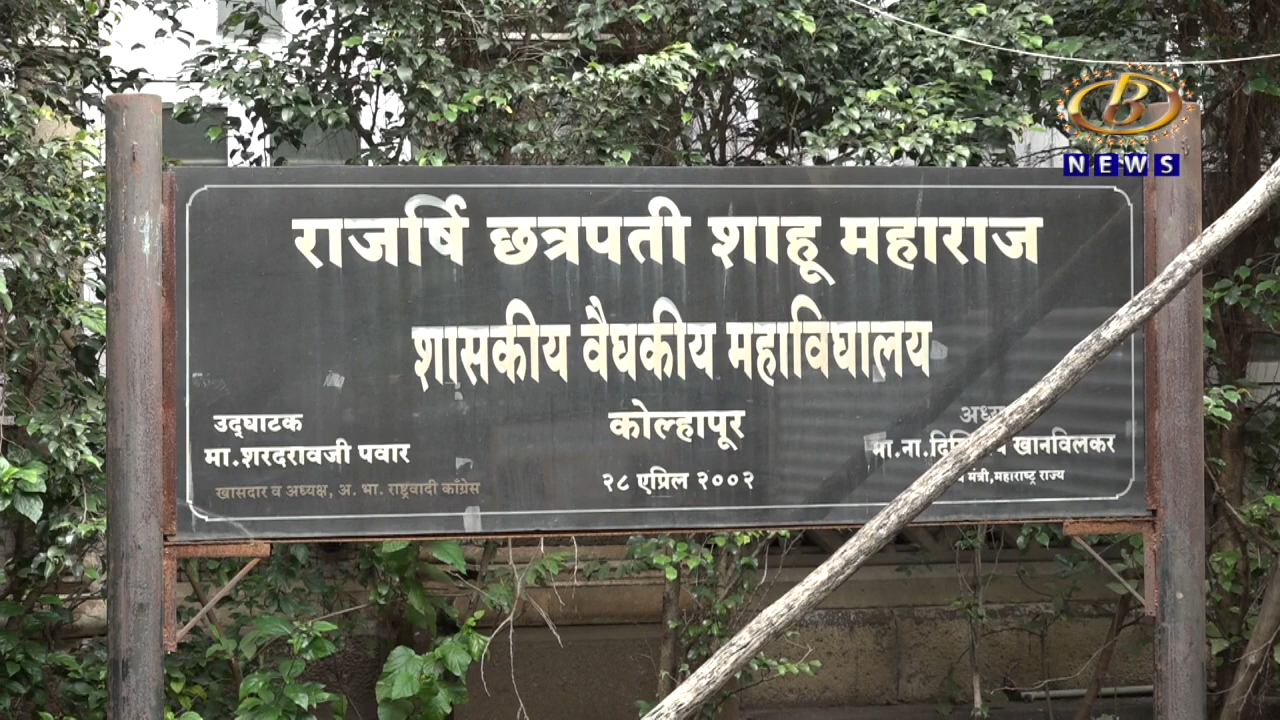 B
NEWS
राजर्षि छत्रपती शाहू महाराज
शासकीय वैद्यकीय महाविद्यालय
कोल्हापूर
उद्‌घाटक
मा.शरदरावजी पवार
खासदार व अध्यक्ष, अ. भा. राष्ट्रवादी काँग्रेस
२८ एप्रिल २००२
मा.ना. खानविलकर
मंत्री,महाराष्ट्र राज्य